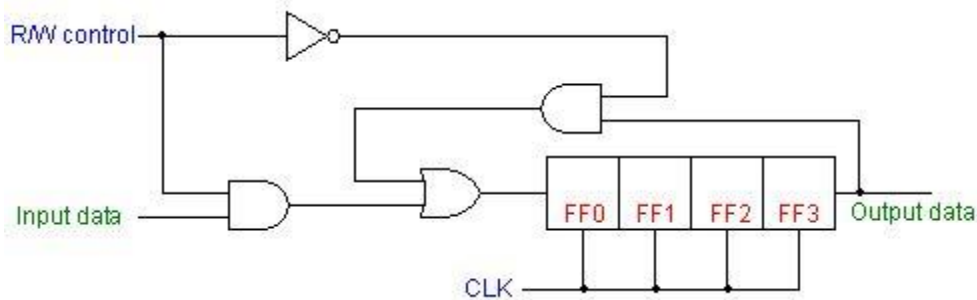 R/W control
Input data
FF0 FF1 FF2 FF3
Output data
CLK